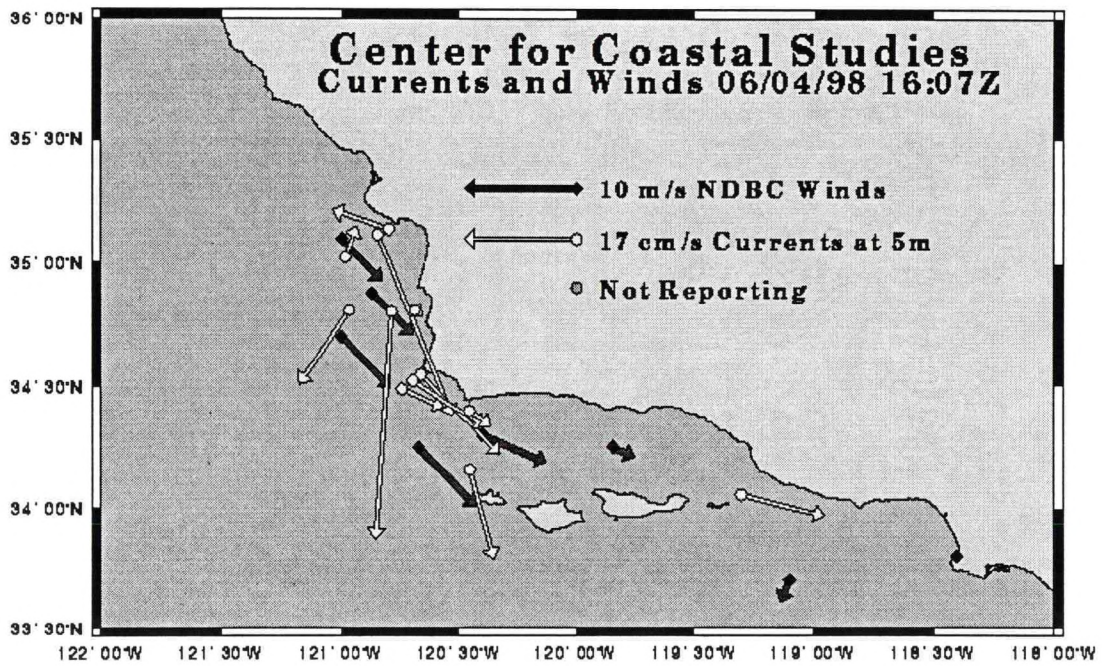 Center for Coastal Studies
Currents and Winds 06/04/98 16:07Z
10 m/s NDBC Winds
17 cm/s Currents at 5m
Not Reporting
36°00'N
35°30'N
35°00'N
34°30'N
34°00'N
33°30'N
122°00'W 121°30'W 121°00'W 120°30'W 120°00'W 119°30'W 119°00'W 118°30'W 118°00'W